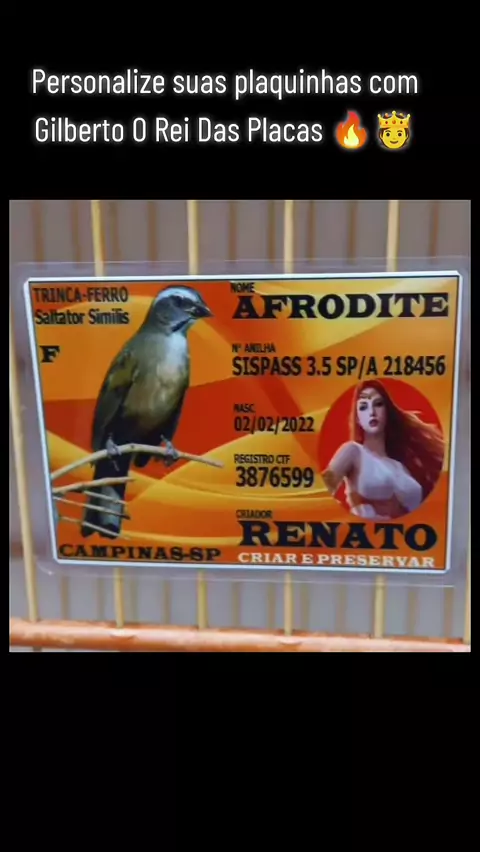 Personalize suas plaquinhas com
Gilberto O Rei Das Placas 🔥🤴
TRINCA-FERRO
Saltator Similis
F
NOME
AFRODITE
Nº ANILHA
SISPASS 3.5 SP/A 218456
NASC
02/02/2022
REGISTRO CTF
3876599
CRIADOR
RENATO
CAMPINAS-SP
CRIAR E PRESERVAR